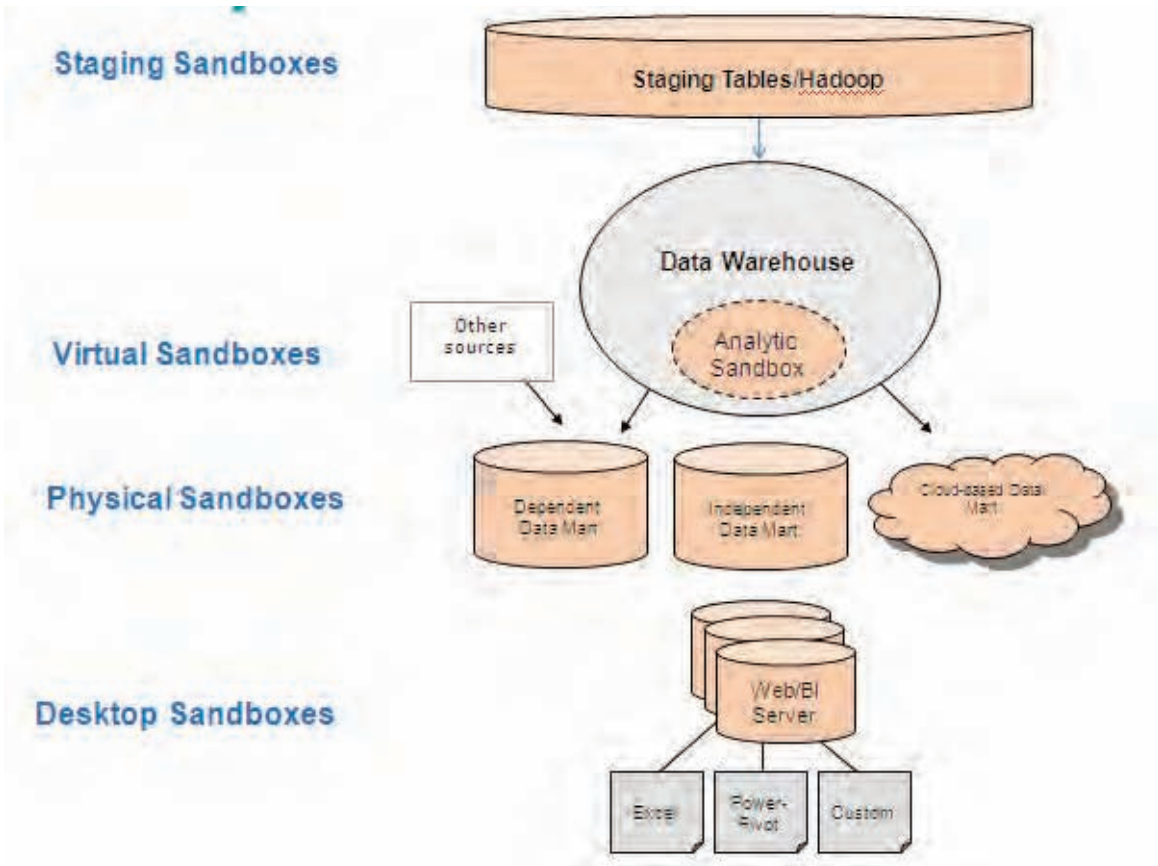 Staging Sandboxes
Staging Tables/Hadoop
Data Warehouse
Other
sources
Virtual Sandboxes
Analytic
Sandbox
Physical Sandboxes
Dependent
Data Mart
Independent
Data Mart
Cloud-based Data
Mart
Desktop Sandboxes
Web/BI
Server
Excel
Power-
Pivot
Custom